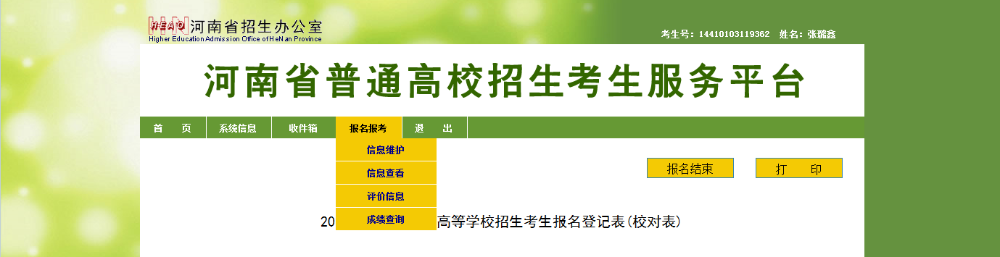 HEAO 河南省招生办公室
Higher Education Admission Office of HeNan Province
考生号：14410103119362 姓名：张璐鑫
河南省普通高校招生考生服务平台
首 页 系统信息 收件箱 报名报考 退 出
信息维护
报名结束 打 印
信息查看
评价信息
成绩查询
20 高等学校招生考生报名登记表(校对表)